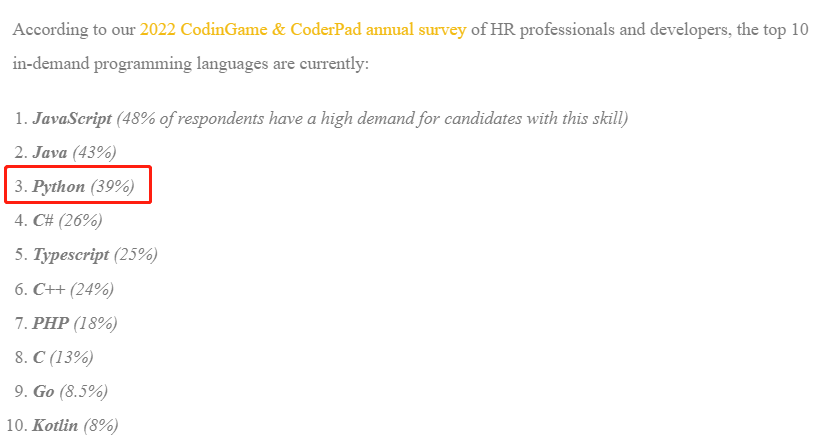 According to our 2022 CodinGame & CoderPad annual survey of HR professionals and developers, the top 10
in-demand programming languages are currently:
1. JavaScript (48% of respondents have a high demand for candidates with this skill)
2. Java (43%)
3. Python (39%)
4. C# (26%)
5. Typescript (25%)
6. C++ (24%)
7. PHP (18%)
8. C (13%)
9. Go (8.5%)
10. Kotlin (8%)